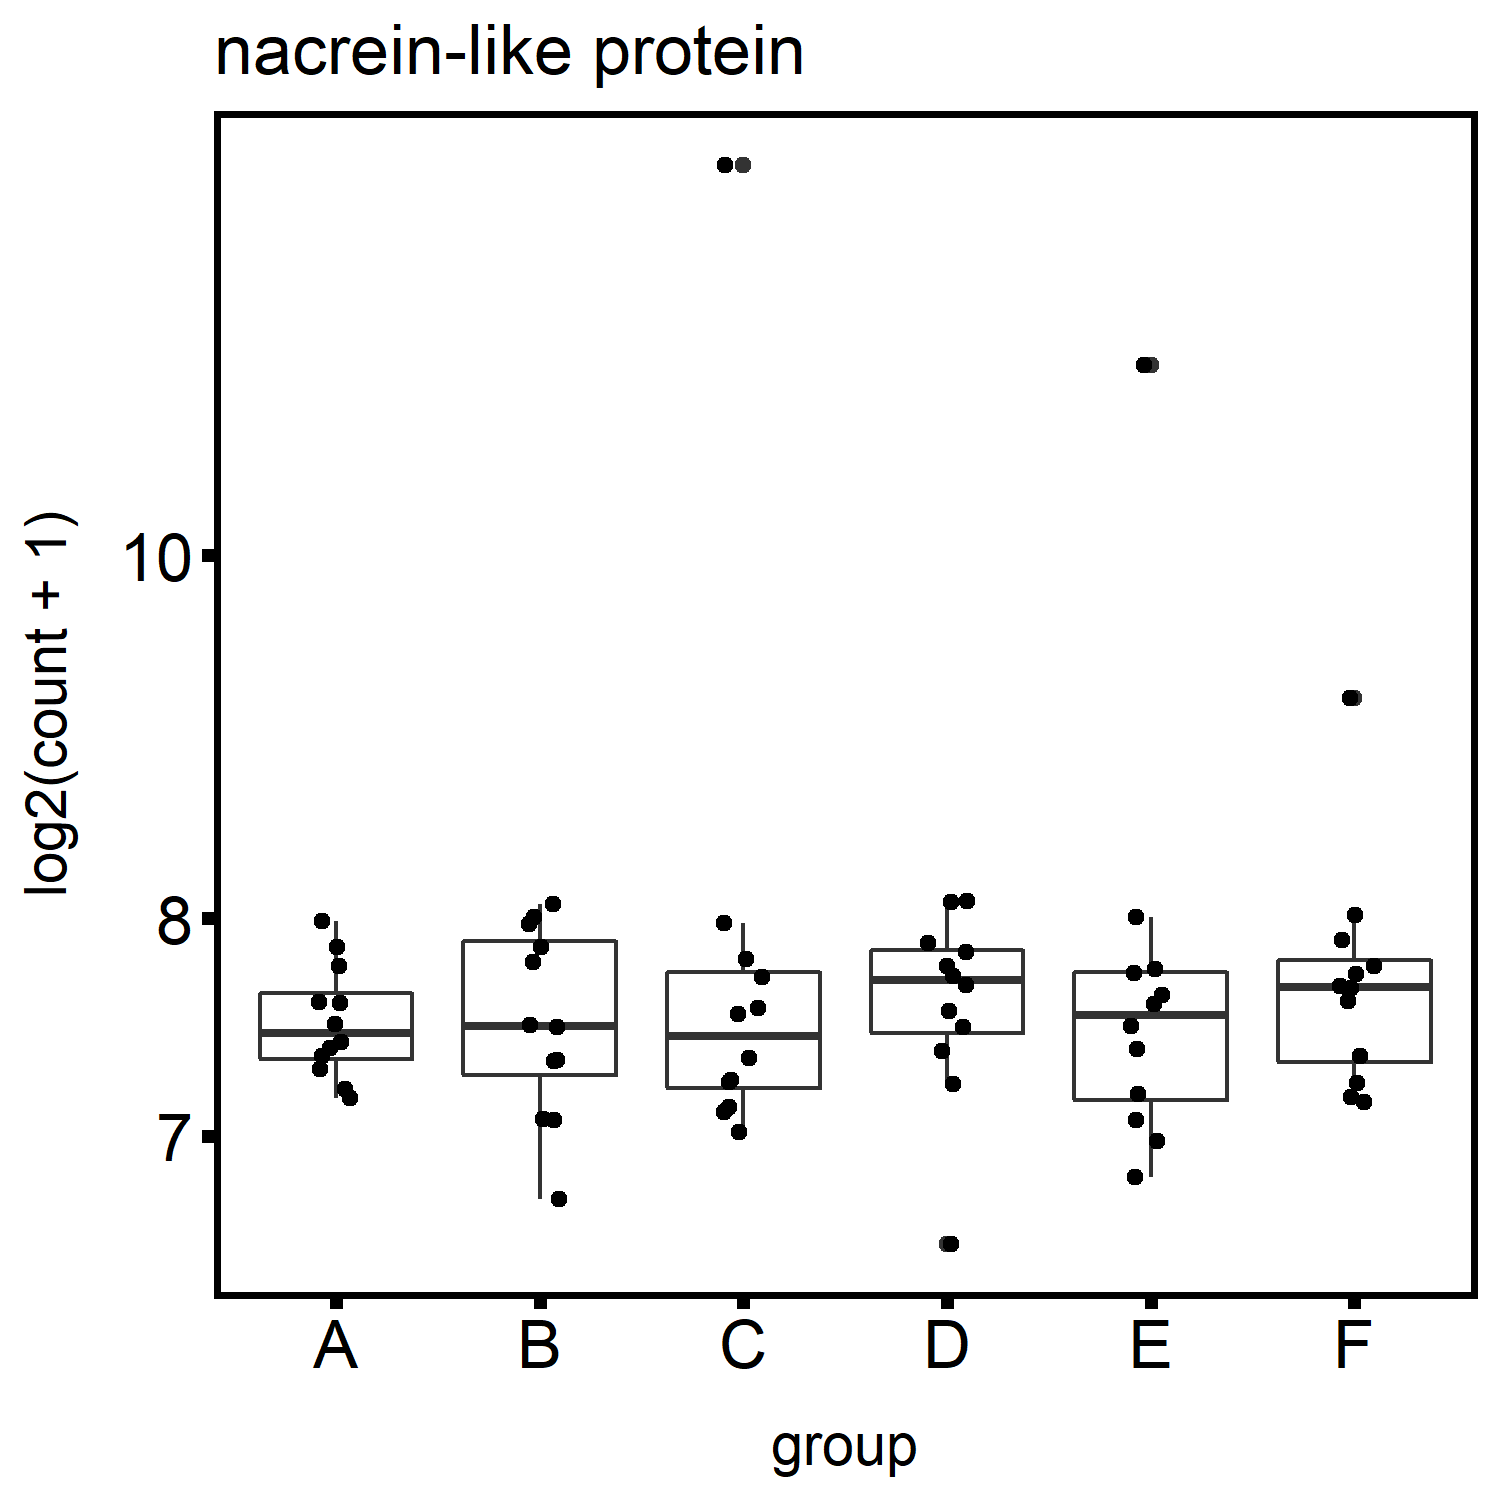 nacrein-like protein
log2(count + 1)
10
8
7
A B C D E F
group